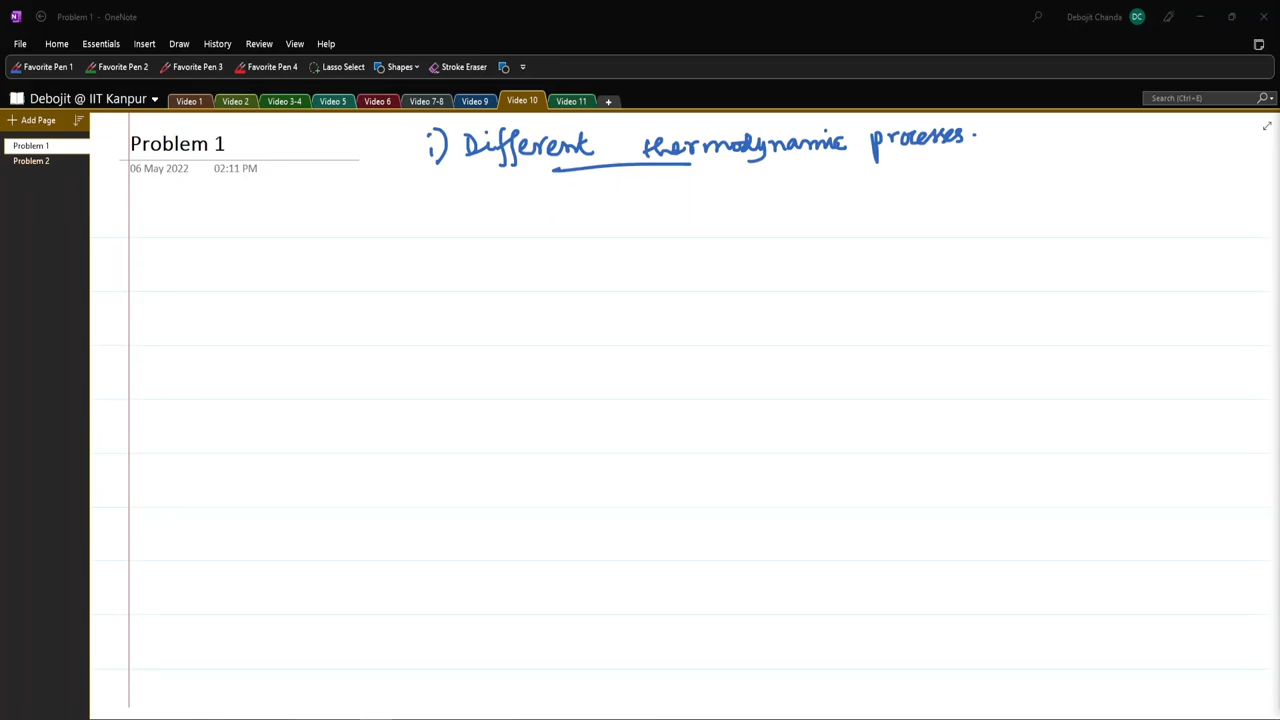 Problem 1 - OneNote
Debojit Chanda DC
File Home Essentials Insert Draw History Review View Help
Favorite Pen 1 Favorite Pen 2 Favorite Pen 3 Favorite Pen 4 Lasso Select Shapes Stroke Eraser
Debojit @ IIT Kanpur Video 1 Video 2 Video 3-4 Video 5 Video 6 Video 7-8 Video 9 Video 10 Video 11 + Search (Ctrl+E)
+ Add Page
Problem 1
Problem 2
Problem 1
06 May 2022 02:11 PM
i) Different thermodynamic processes.